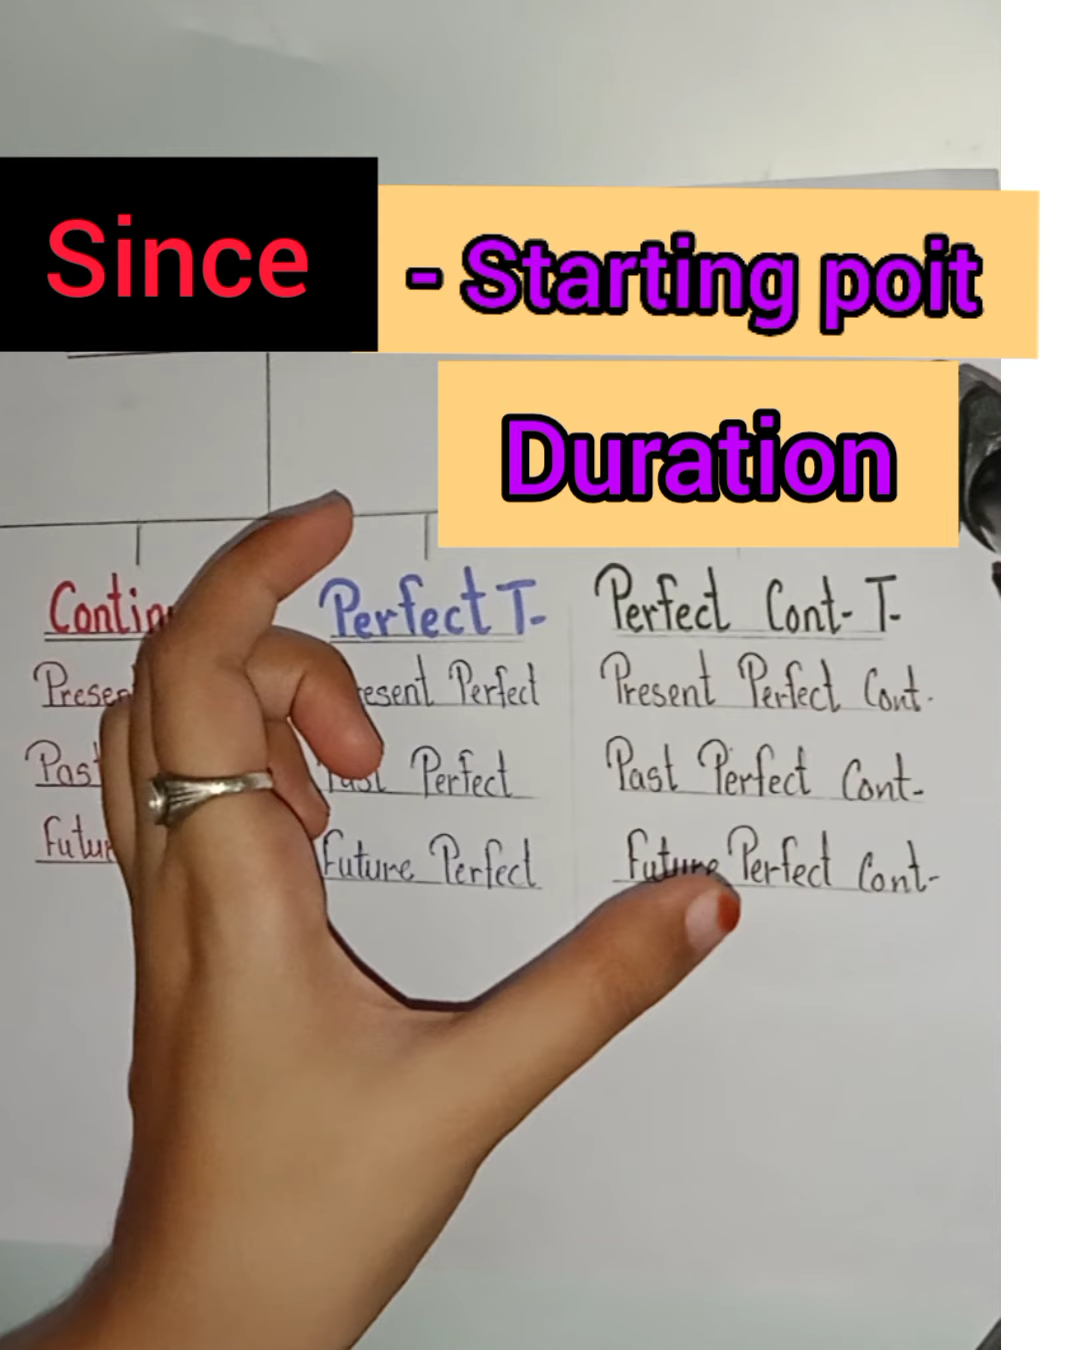 Since - Starting poit
Duration
Perfect T- Perfect Cont- T-
Perfect Present Perfect Cont-
Perfect Past Perfect Cont-
Future Perfect Future Perfect Cont-